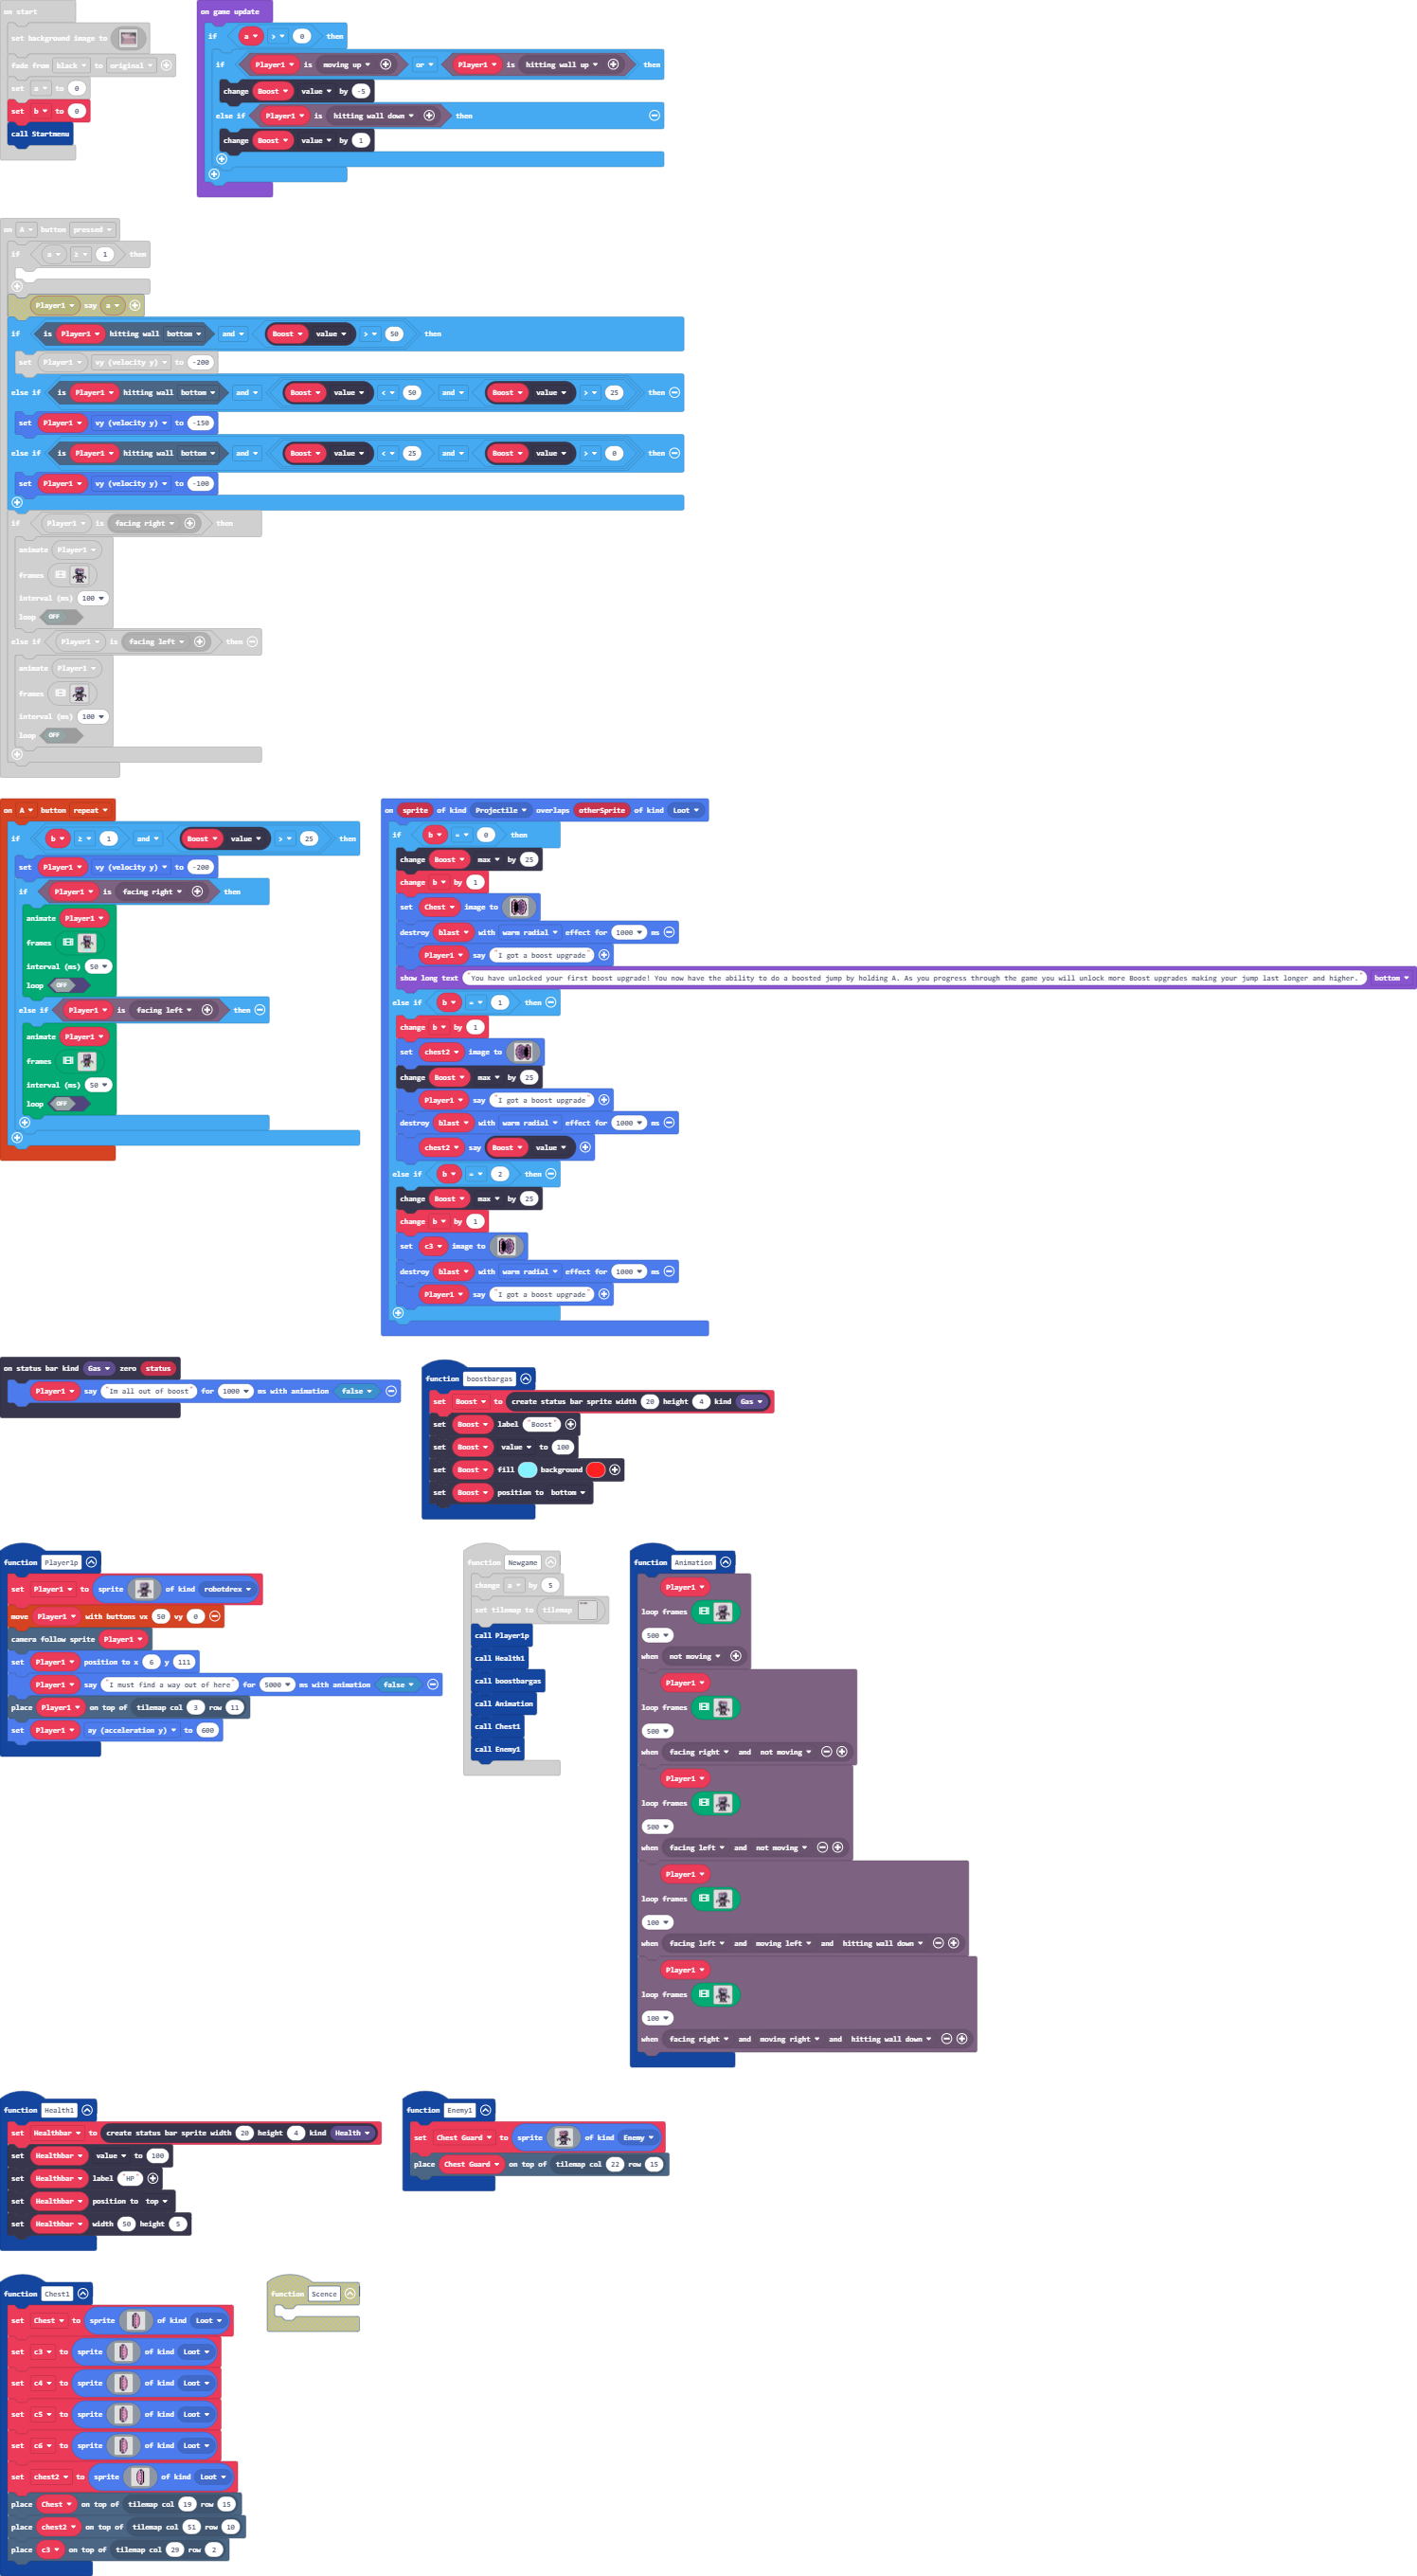 on start
set background image to
fade from black to original
set a to 0
set b to 0
call Startmenu
on game update
if a > 0 then
if Player1 is moving up or Player1 is hitting wall up then
change Boost value by -5
else if Player1 is hitting wall down then
change Boost value by 1
on A button pressed
if a ≥ 1 then
Player1 say a
if is Player1 hitting wall bottom and Boost value > 50 then
set Player1 vy (velocity y) to -200
else if is Player1 hitting wall bottom and Boost value < 50 and Boost value > 25 then
set Player1 vy (velocity y) to -150
else if is Player1 hitting wall bottom and Boost value < 25 and Boost value > 0 then
set Player1 vy (velocity y) to -100
if Player1 is facing right then
animate Player1
frames
interval (ms) 100
loop OFF
else if Player1 is facing left then
animate Player1
frames
interval (ms) 100
loop OFF
on A button repeat
if b ≥ 1 and Boost value > 25 then
set Player1 vy (velocity y) to -200
if Player1 is facing right then
animate Player1
frames
interval (ms) 50
loop OFF
else if Player1 is facing left then
animate Player1
frames
interval (ms) 50
loop OFF
on sprite of kind Projectile overlaps otherSprite of kind Loot
if b = 0 then
change Boost max by 25
change b by 1
set Chest image to
destroy blast with warm radial effect for 1000 ms
Player1 say "I got a boost upgrade"
show long text "You have unlocked your first boost upgrade! You now have the ability to do a boosted jump by holding A. As you progress through the game you will unlock more Boost upgrades making your jump last longer and higher." bottom
else if b = 1 then
change b by 1
set chest2 image to
change Boost max by 25
Player1 say "I got a boost upgrade"
destroy blast with warm radial effect for 1000 ms
chest2 say Boost value
else if b = 2 then
change Boost max by 25
change b by 1
set c3 image to
destroy blast with warm radial effect for 1000 ms
Player1 say "I got a boost upgrade"
on status bar kind Gas zero status
Player1 say "Im all out of boost" for 1000 ms with animation false
function boostbargas
set Boost to create status bar sprite width 20 height 4 kind Gas
set Boost label "Boost"
set Boost value to 100
set Boost fill background
set Boost position to bottom
function Player1p
set Player1 to sprite of kind robotdrex
move Player1 with buttons vx 50 vy 0
camera follow sprite Player1
set Player1 position to x 6 y 111
Player1 say "I must find a way out of here" for 5000 ms with animation false
place Player1 on top of tilemap col 3 row 11
set Player1 ay (acceleration y) to 600
function Newgame
change a by 5
set tilemap to tilemap
call Player1p
call Health1
call boostbargas
call Animation
call Chest1
call Enemy1
function Animation
Player1
loop frames
500
when not moving
Player1
loop frames
500
when facing right and not moving
Player1
loop frames
500
when facing left and not moving
Player1
loop frames
100
when facing left and moving left and hitting wall down
Player1
loop frames
100
when facing right and moving right and hitting wall down
function Health1
set Healthbar to create status bar sprite width 20 height 4 kind Health
set Healthbar value to 100
set Healthbar label "HP"
set Healthbar position to top
set Healthbar width 50 height 5
function Enemy1
set Chest Guard to sprite of kind Enemy
place Chest Guard on top of tilemap col 22 row 15
function Chest1
set Chest to sprite of kind Loot
set c3 to sprite of kind Loot
set c4 to sprite of kind Loot
set c5 to sprite of kind Loot
set c6 to sprite of kind Loot
set chest2 to sprite of kind Loot
place Chest on top of tilemap col 19 row 15
place chest2 on top of tilemap col 51 row 10
place c3 on top of tilemap col 29 row 2
function Scence